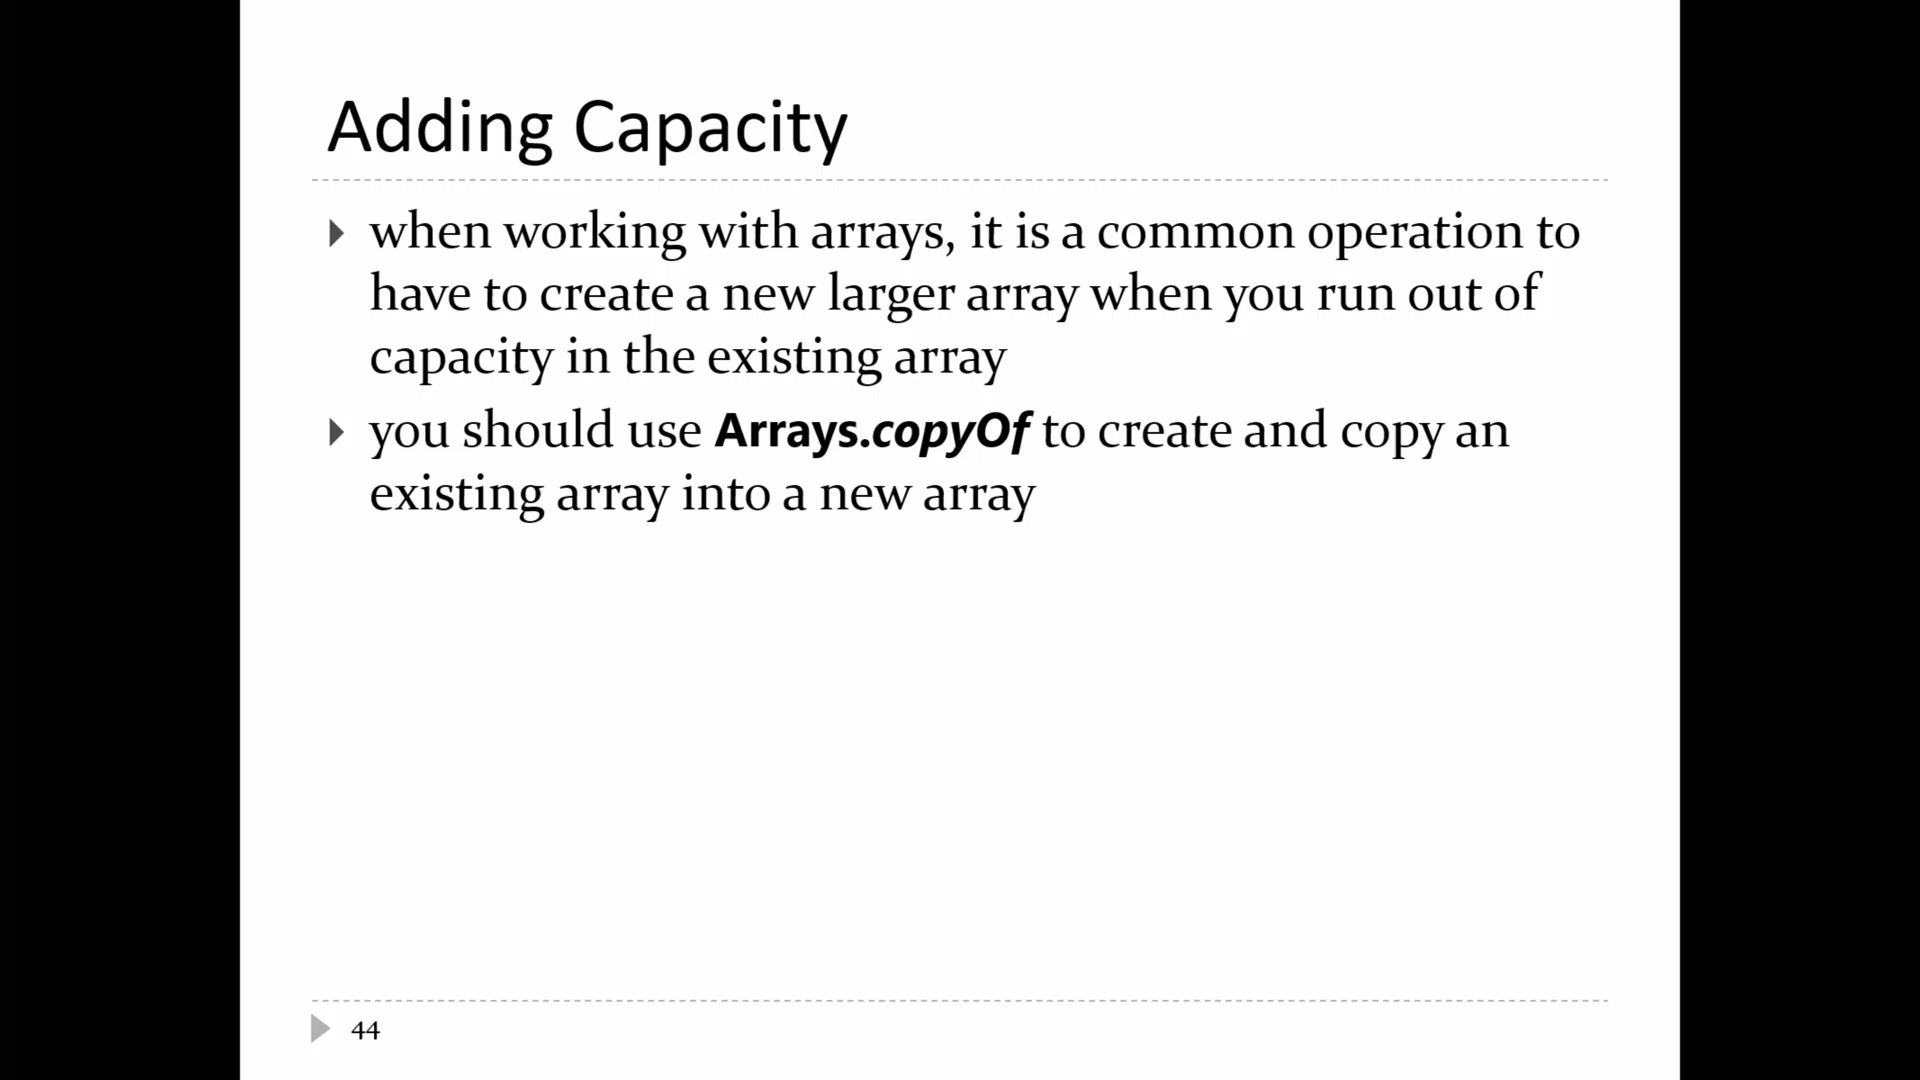 Adding Capacity
when working with arrays, it is a common operation to
have to create a new larger array when you run out of
capacity in the existing array
you should use Arrays.copyOf to create and copy an
existing array into a new array
44